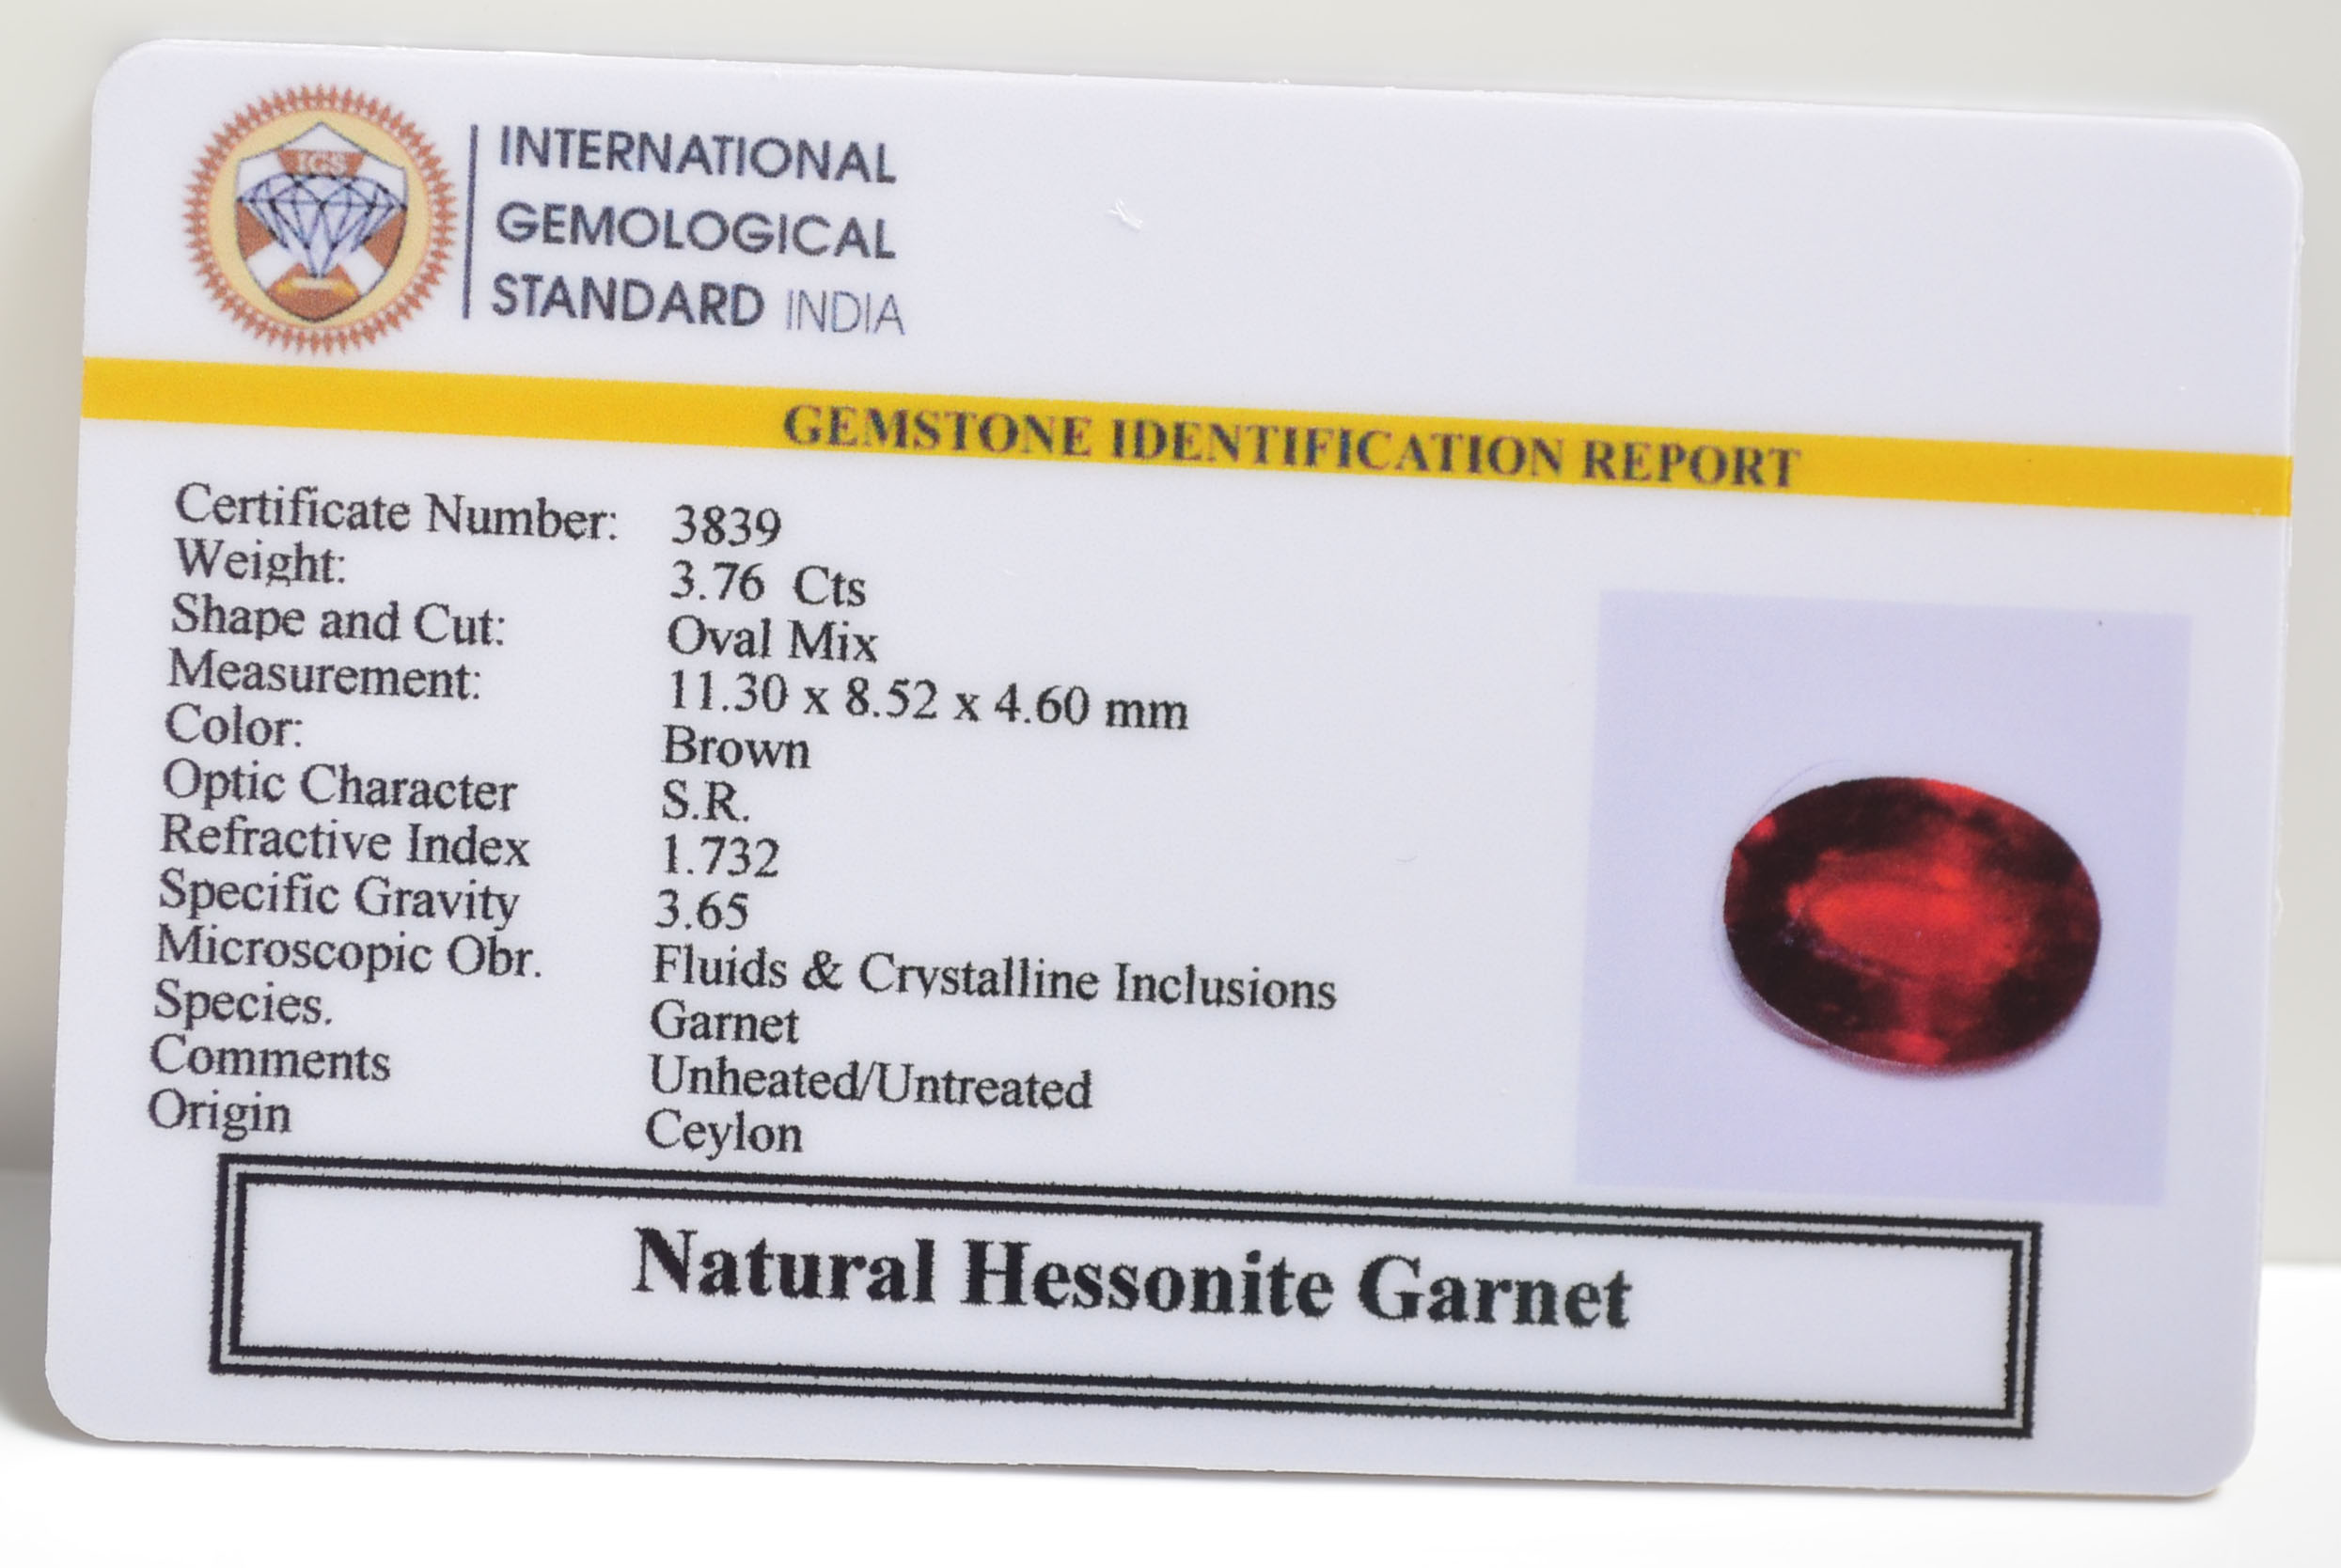 IGS
INTERNATIONAL
GEMOLOGICAL
STANDARD INDIA
GEMSTONE IDENTIFICATION REPORT
Certificate Number: 3839
Weight: 3.76 Cts
Shape and Cut: Oval Mix
Measurement: 11.30 x 8.52 x 4.60 mm
Color: Brown
Optic Character S.R.
Refractive Index 1.732
Specific Gravity 3.65
Microscopic Obr. Fluids & Crystalline Inclusions
Species. Garnet
Comments Unheated/Untreated
Origin Ceylon
Natural Hessonite Garnet